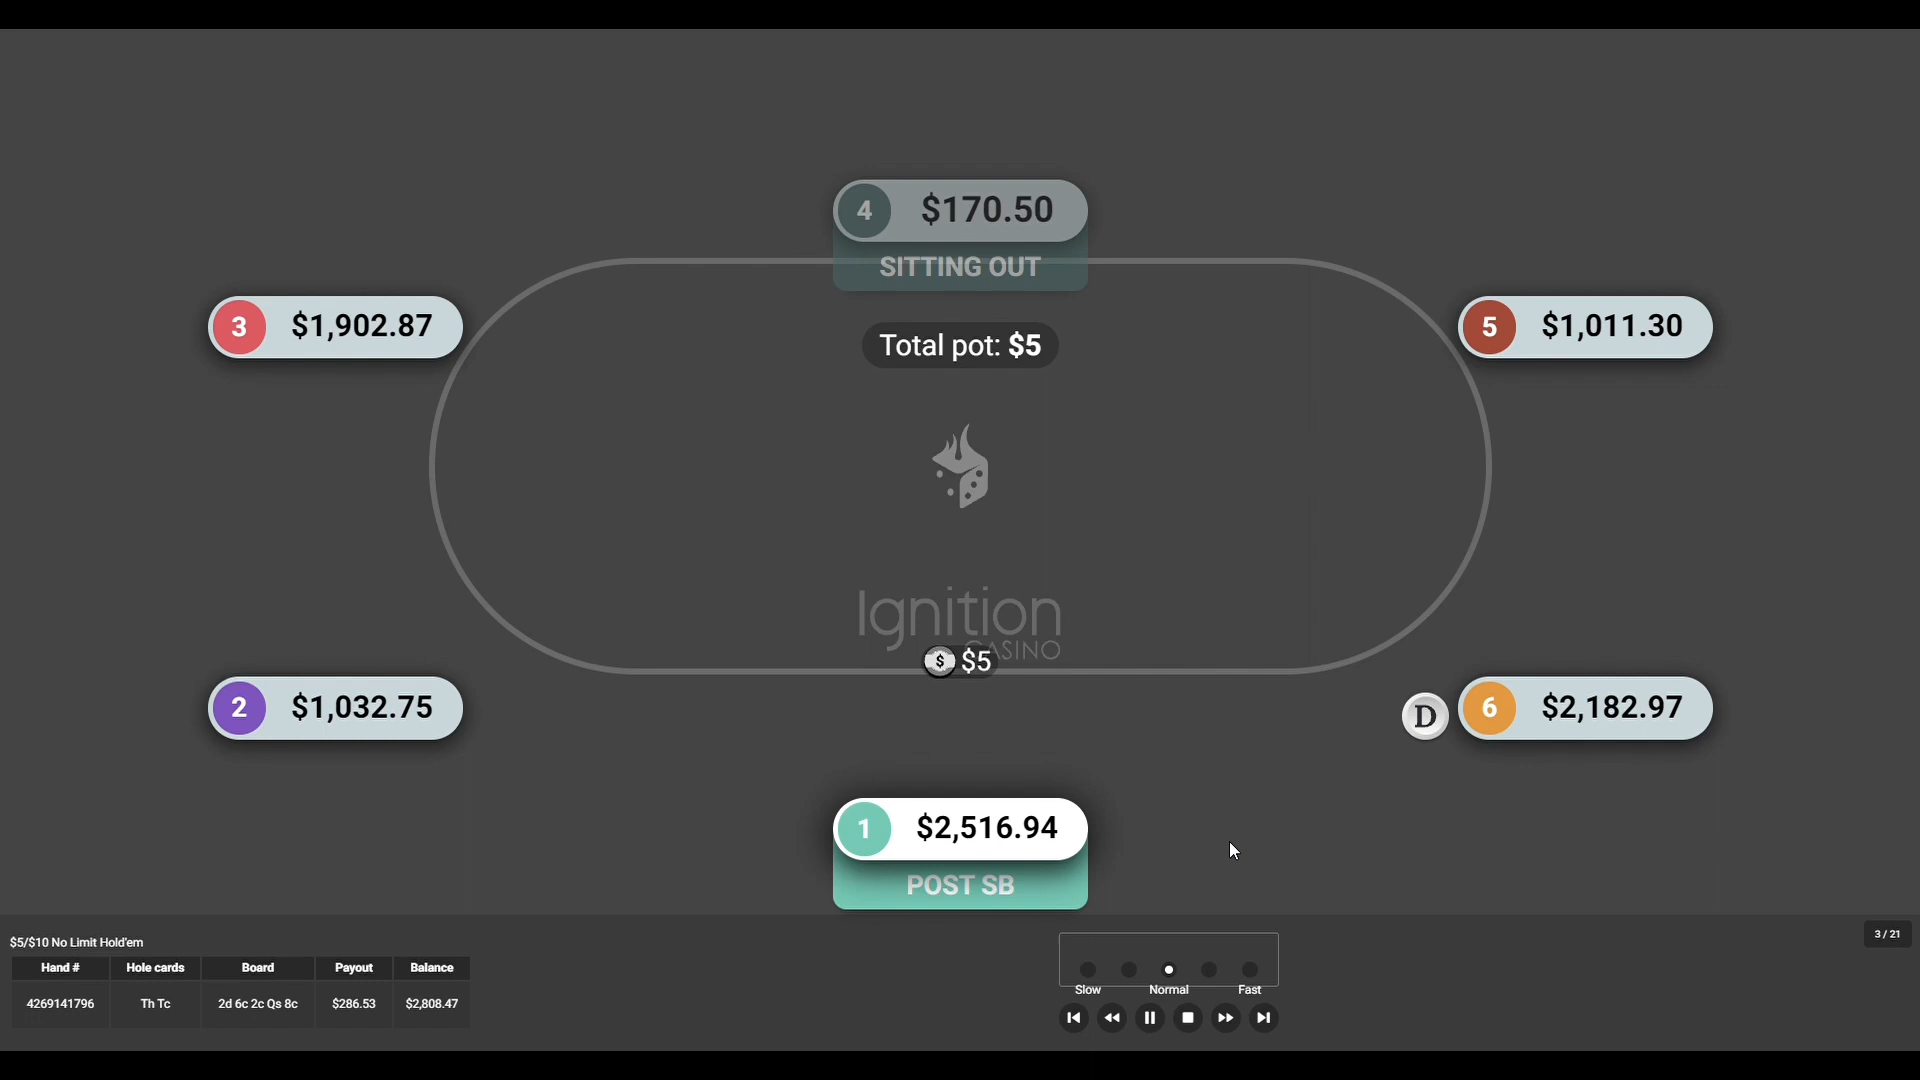 4 $170.50
SITTING OUT
3 $1,902.87
5 $1,011.30
Total pot: $5
Ignition
CASINO
$ $5
2 $1,032.75
D 6 $2,182.97
1 $2,516.94
POST SB
$5/$10 No Limit Hold'em
3 / 21
Hand # Hole cards Board Payout Balance
4269141796 Th Tc 2d 6c 2c Qs 8c $286.53 $2,808.47
Slow Normal Fast